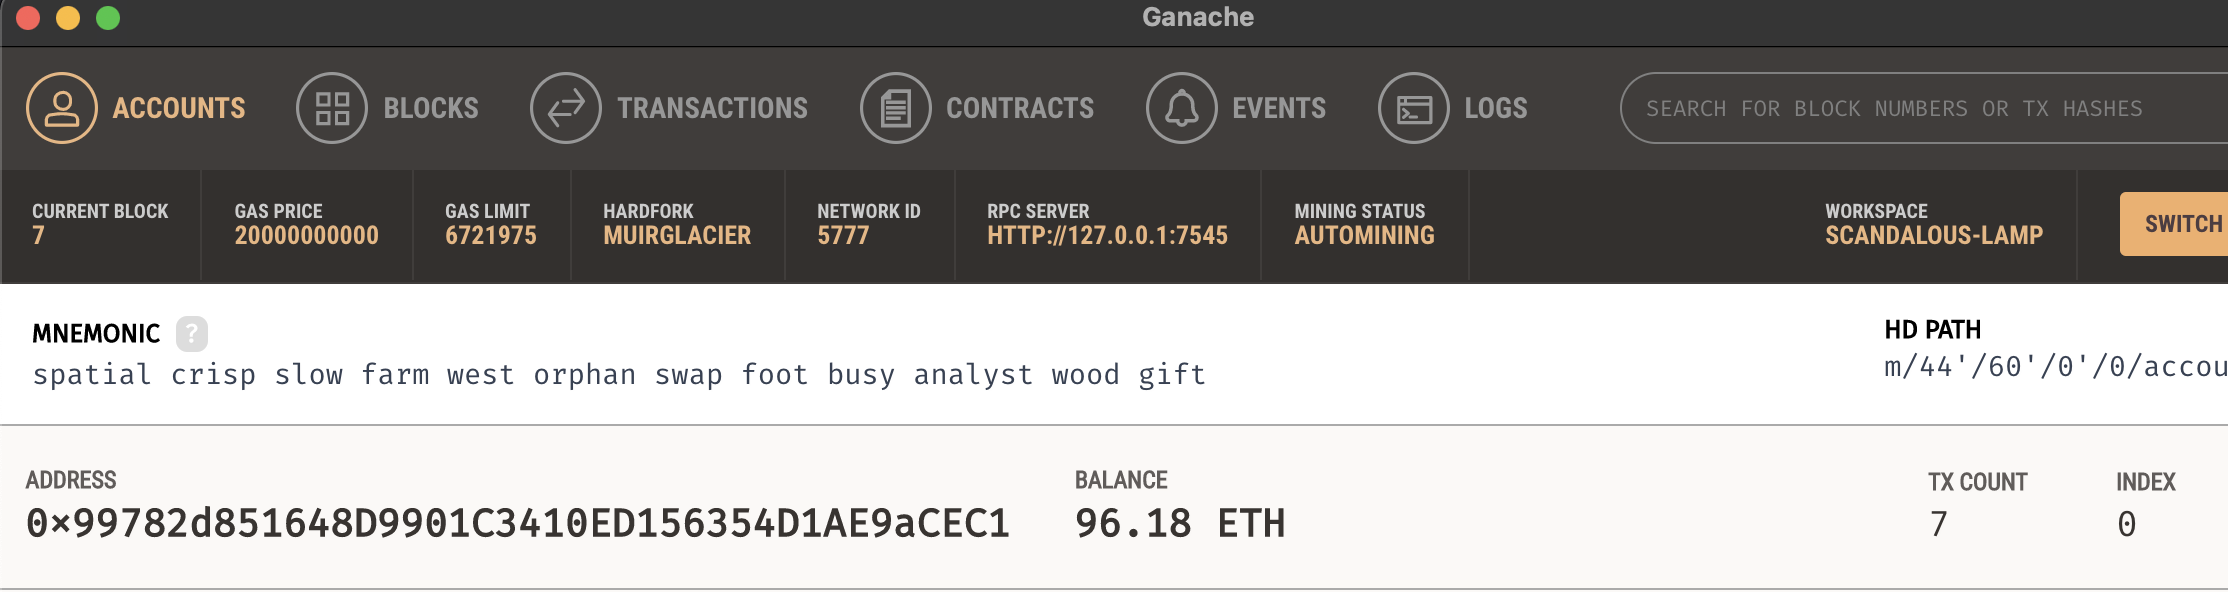 Ganache
ACCOUNTS BLOCKS TRANSACTIONS CONTRACTS EVENTS LOGS SEARCH FOR BLOCK NUMBERS OR TX HASHES
CURRENT BLOCK GAS PRICE GAS LIMIT HARDFORK NETWORK ID RPC SERVER MINING STATUS WORKSPACE
7 20000000000 6721975 MUIRGLACIER 5777 HTTP://127.0.0.1:7545 AUTOMINING SCANDALOUS-LAMP SWITCH
MNEMONIC ? HD PATH
spatial crisp slow farm west orphan swap foot busy analyst wood gift m/44'/60'/0'/0/accou
ADDRESS BALANCE TX COUNT INDEX
0×99782d851648D9901C3410ED156354D1AE9aCEC1 96.18 ETH 7 0